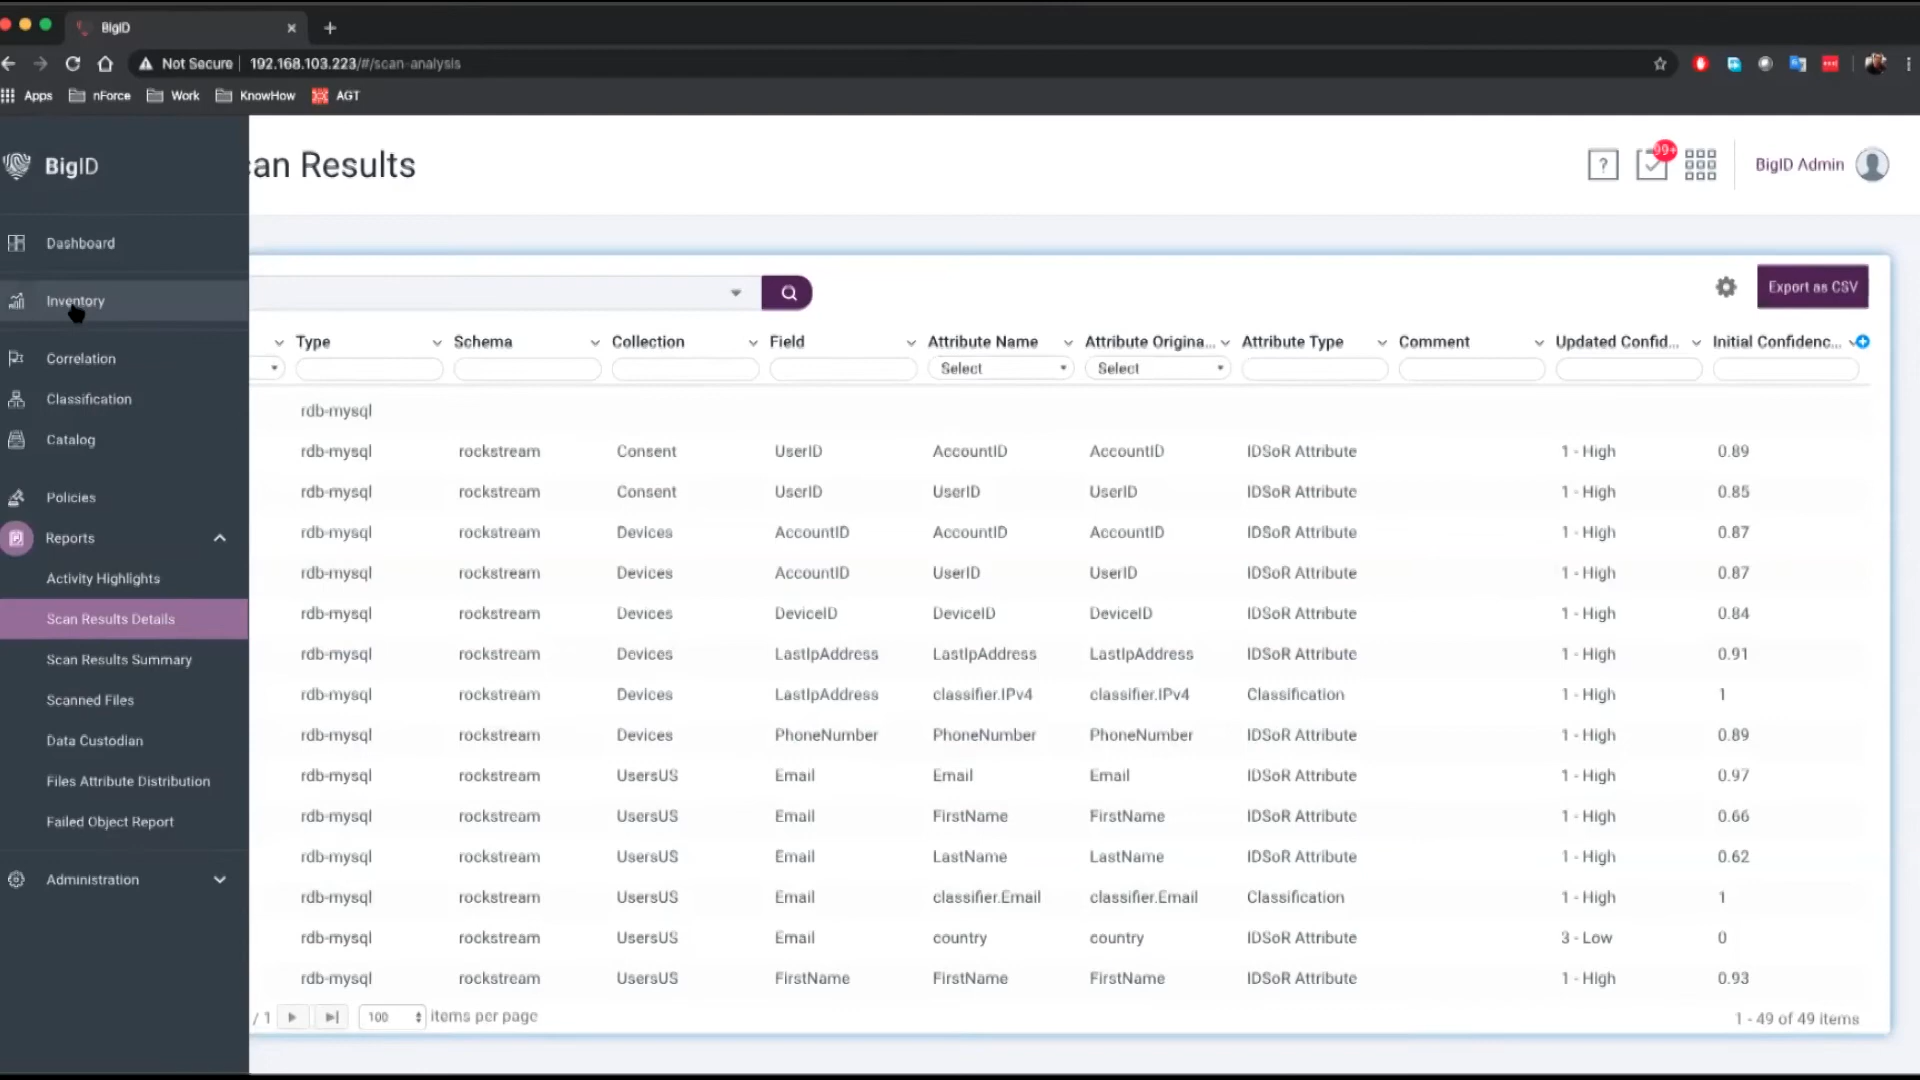 BigID
Not Secure 192.168.103.223/#/scan-analysis
Apps nForce Work KnowHow AGT
BigID
can Results
99+
?
BigID Admin
Dashboard
Inventory
Correlation
Classification
Catalog
Policies
Reports
Activity Highlights
Scan Results Details
Scan Results Summary
Scanned Files
Data Custodian
Files Attribute Distribution
Failed Object Report
Administration
Export as CSV
Type Schema Collection Field Attribute Name Attribute Origina... Attribute Type Comment Updated Confid... Initial Confidenc...
Select Select
rdb-mysql
rdb-mysql rockstream Consent UserID AccountID AccountID IDSoR Attribute 1 - High 0.89
rdb-mysql rockstream Consent UserID UserID UserID IDSoR Attribute 1 - High 0.85
rdb-mysql rockstream Devices AccountID AccountID AccountID IDSoR Attribute 1 - High 0.87
rdb-mysql rockstream Devices AccountID UserID UserID IDSoR Attribute 1 - High 0.87
rdb-mysql rockstream Devices DeviceID DeviceID DeviceID IDSoR Attribute 1 - High 0.84
rdb-mysql rockstream Devices LastIpAddress LastIpAddress LastIpAddress IDSoR Attribute 1 - High 0.91
rdb-mysql rockstream Devices LastIpAddress classifier.IPv4 classifier.IPv4 Classification 1 - High 1
rdb-mysql rockstream Devices PhoneNumber PhoneNumber PhoneNumber IDSoR Attribute 1 - High 0.89
rdb-mysql rockstream UsersUS Email Email Email IDSoR Attribute 1 - High 0.97
rdb-mysql rockstream UsersUS Email FirstName FirstName IDSoR Attribute 1 - High 0.66
rdb-mysql rockstream UsersUS Email LastName LastName IDSoR Attribute 1 - High 0.62
rdb-mysql rockstream UsersUS Email classifier.Email classifier.Email Classification 1 - High 1
rdb-mysql rockstream UsersUS Email country country IDSoR Attribute 3 - Low 0
rdb-mysql rockstream UsersUS FirstName FirstName FirstName IDSoR Attribute 1 - High 0.93
/ 1 100 items per page 1 - 49 of 49 items